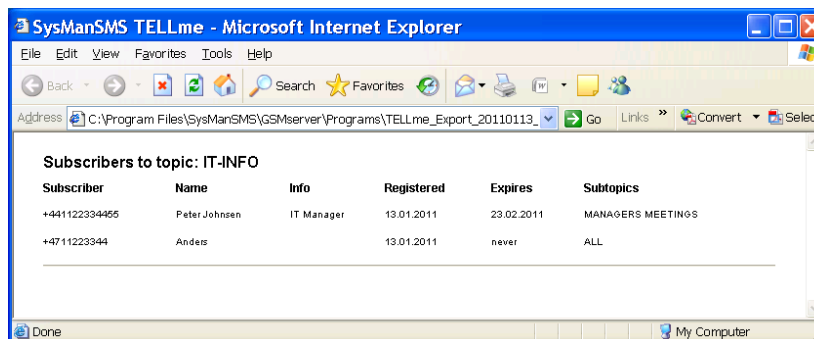 SysManSMS TELLme - Microsoft Internet Explorer
File Edit View Favorites Tools Help
Back Search Favorites
Address C:\Program Files\SysManSMS\GSMserver\Programs\TELLme_Export_20110113_ Go Links » Convert Selec
Subscribers to topic: IT-INFO
Subscriber Name Info Registered Expires Subtopics
+441122334455 Peter Johnsen IT Manager 13.01.2011 23.02.2011 MANAGERS MEETINGS
+4711223344 Anders 13.01.2011 never ALL
Done My Computer